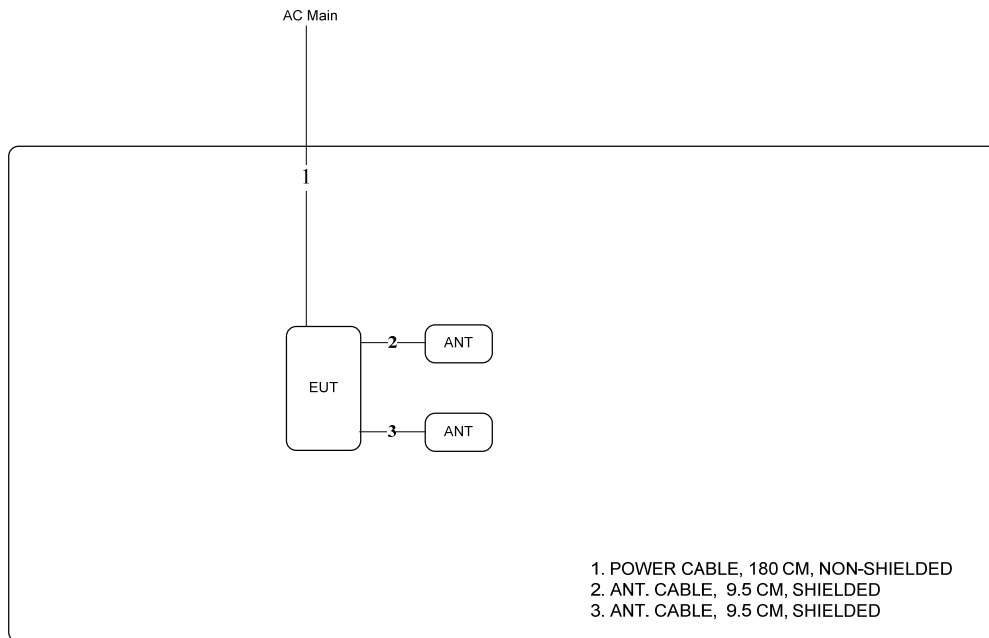 AC Main
1
2
ANT
EUT
3
ANT
1. POWER CABLE, 180 CM, NON-SHIELDED
2. ANT. CABLE, 9.5 CM, SHIELDED
3. ANT. CABLE, 9.5 CM, SHIELDED